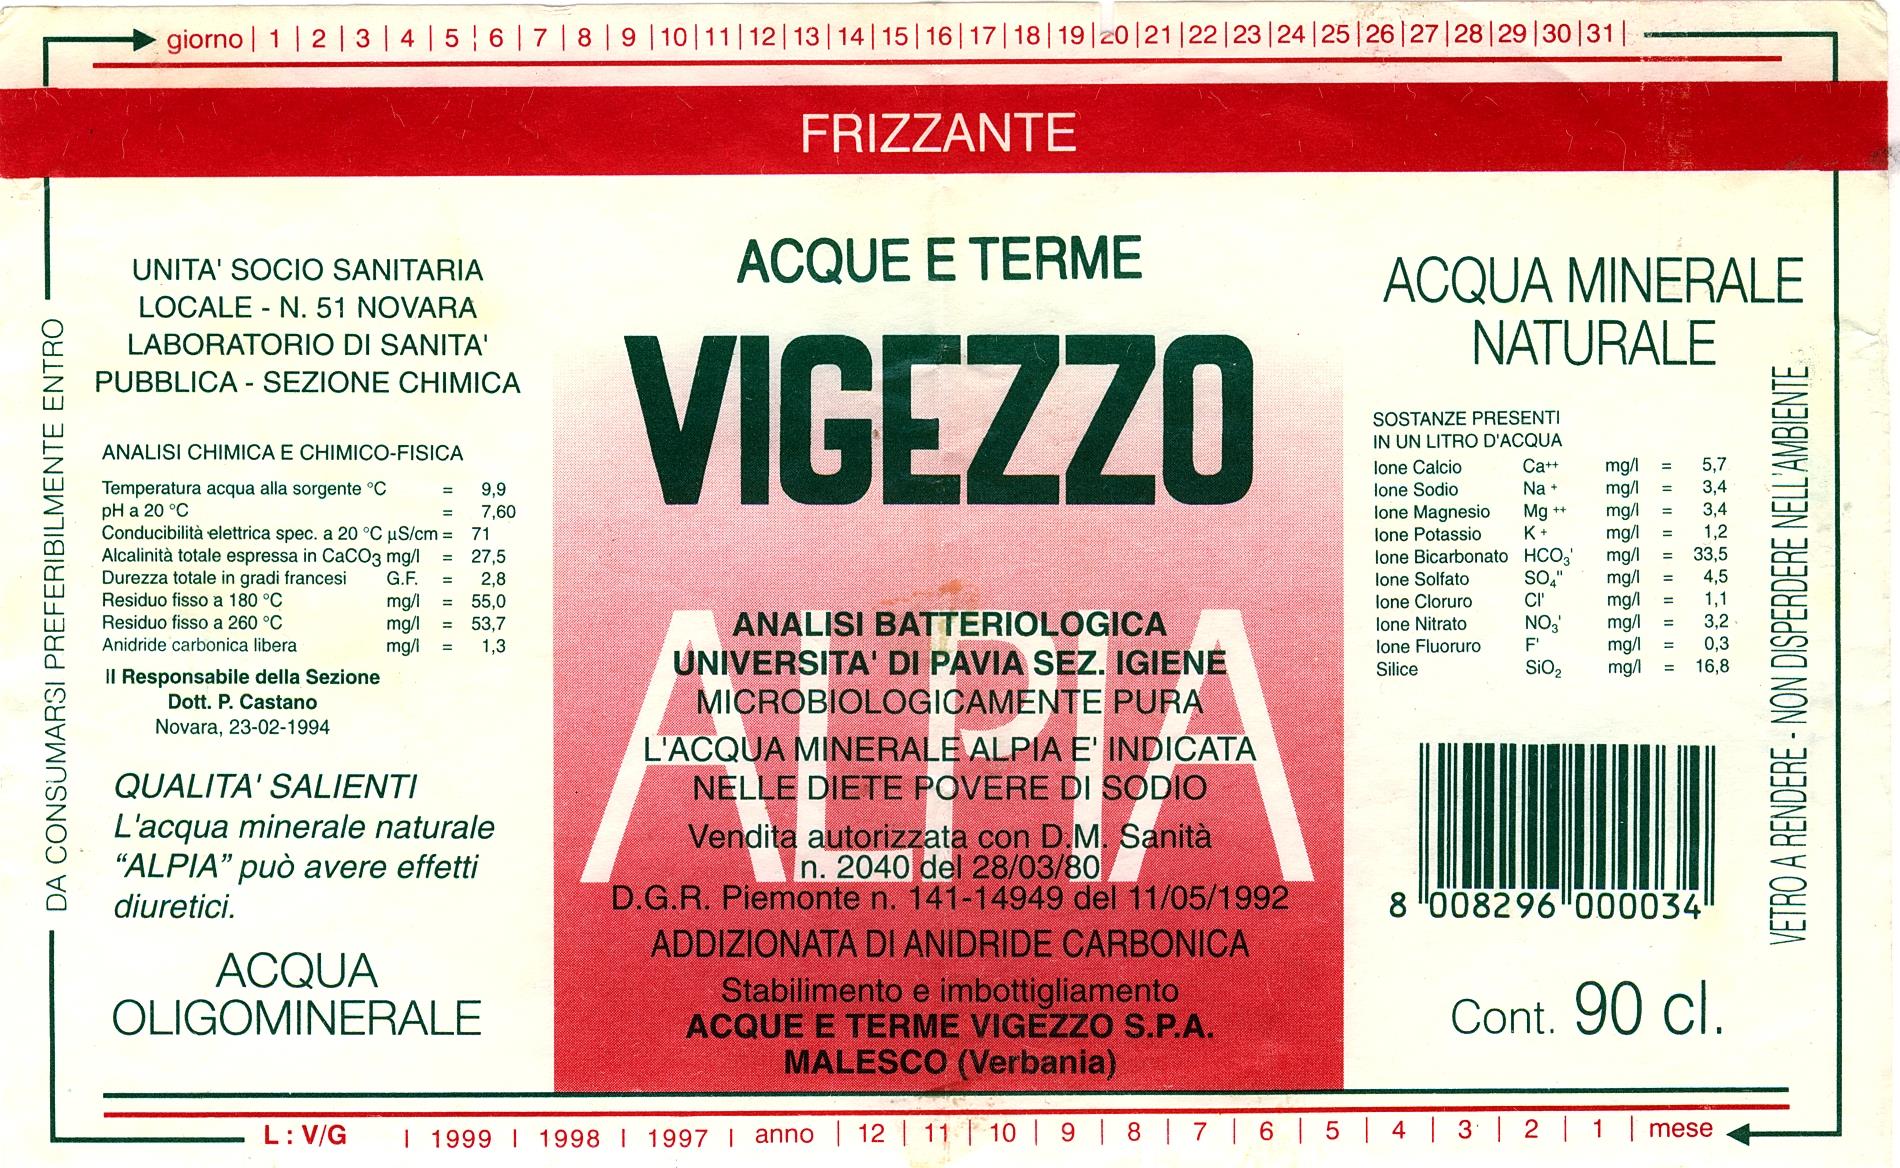 giorno | 1 | 2 | 3 | 4 | 5 | 6 | 7 | 8 | 9 | 10 | 11 | 12 | 13 | 14 | 15 | 16 | 17 | 18 | 19 | 20 | 21 | 22 | 23 | 24 | 25 | 26 | 27 | 28 | 29 | 30 | 31 |
FRIZZANTE
DA CONSUMARSI PREFERIBILMENTE ENTRO
UNITA' SOCIO SANITARIA
LOCALE - N. 51 NOVARA
LABORATORIO DI SANITA'
PUBBLICA - SEZIONE CHIMICA
ANALISI CHIMICA E CHIMICO-FISICA
Temperatura acqua alla sorgente °C = 9,9
pH a 20 °C = 7,60
Conducibilità elettrica spec. a 20 °C µS/cm = 71
Alcalinità totale espressa in CaCO3 mg/l = 27,5
Durezza totale in gradi francesi G.F. = 2,8
Residuo fisso a 180 °C mg/l = 55,0
Residuo fisso a 260 °C mg/l = 53,7
Anidride carbonica libera mg/l = 1,3
Il Responsabile della Sezione
Dott. P. Castano
Novara, 23-02-1994
QUALITA' SALIENTI
L'acqua minerale naturale
“ALPIA” può avere effetti
diuretici.
ACQUA
OLIGOMINERALE
ACQUE E TERME
VIGEZZO
ALPIA
ANALISI BATTERIOLOGICA
UNIVERSITA' DI PAVIA SEZ. IGIENE
MICROBIOLOGICAMENTE PURA
L'ACQUA MINERALE ALPIA E' INDICATA
NELLE DIETE POVERE DI SODIO
Vendita autorizzata con D.M. Sanità
n. 2040 del 28/03/80
D.G.R. Piemonte n. 141-14949 del 11/05/1992
ADDIZIONATA DI ANIDRIDE CARBONICA
Stabilimento e imbottigliamento
ACQUE E TERME VIGEZZO S.P.A.
MALESCO (Verbania)
ACQUA MINERALE
NATURALE
SOSTANZE PRESENTI
IN UN LITRO D'ACQUA
Ione Calcio Ca++ mg/l = 5,7
Ione Sodio Na + mg/l = 3,4
Ione Magnesio Mg ++ mg/l = 3,4
Ione Potassio K + mg/l = 1,2
Ione Bicarbonato HCO3' mg/l = 33,5
Ione Solfato SO4" mg/l = 4,5
Ione Cloruro Cl' mg/l = 1,1
Ione Nitrato NO3' mg/l = 3,2
Ione Fluoruro F' mg/l = 0,3
Silice SiO2 mg/l = 16,8
8 008296 000034
Cont. 90 cl.
VETRO A RENDERE - NON DISPERDERE NELL'AMBIENTE
L : V/G | 1999 | 1998 | 1997 | anno | 12 | 11 | 10 | 9 | 8 | 7 | 6 | 5 | 4 | 3 | 2 | 1 | mese